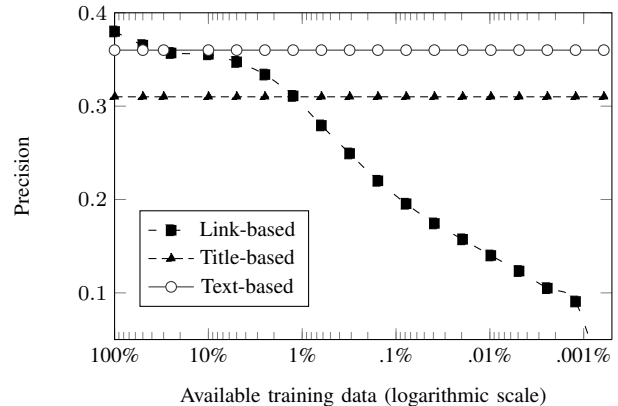 0.4
0.3
0.2
0.1
Precision
Link-based
Title-based
Text-based
100% 10% 1% .1% .01% .001%
Available training data (logarithmic scale)